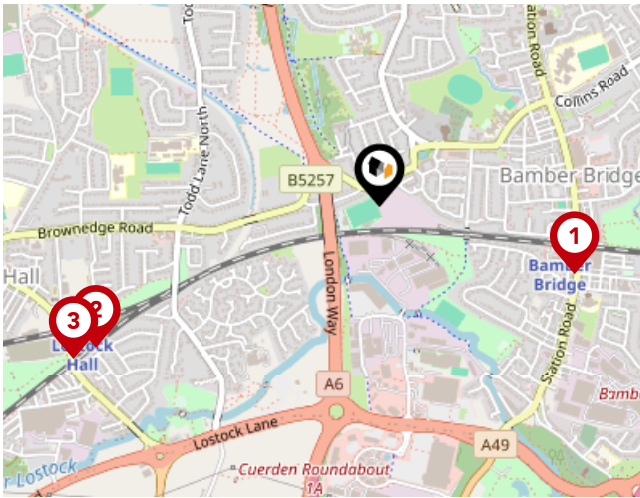 Station Road
Collins Road
Todd Lane North
B5257
Bamber Bridge
Brownedge Road
1
Hall
Bamber
Bridge
London Way
3
2
Lostock
Hall
Station Road
A6
Lostock Lane
A49
Cuerden Roundabout
1A
Lostock